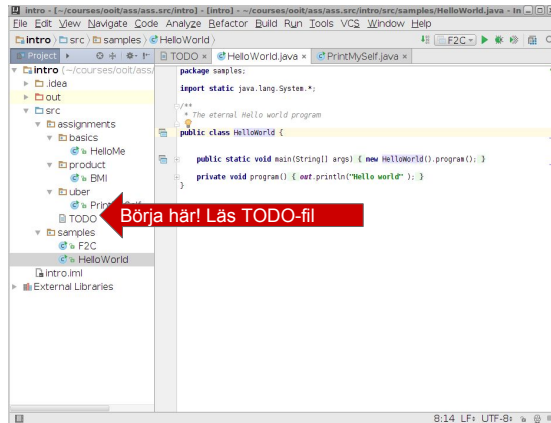 intro - [~/courses/ooit/ass/ass.src/intro] - [intro] - ~/courses/ooit/ass/ass.src/intro/src/samples/HelloWorld.java - In
File Edit View Navigate Code Analyze Refactor Build Run Tools VCS Window Help
intro src samples HelloWorld F2C
Project TODO × HelloWorld.java × PrintMySelf.java ×
intro (~/courses/ooit/ass/
.idea
out
src
assignments
basics
HelloMe
product
BMI
uber
TODO
samples
F2C
HelloWorld
intro.iml
External Libraries
package samples;
import static java.lang.System.*;
/**
* The eternal Hello world program
public class HelloWorld {
public static void main(String[] args) { new HelloWorld().program(); }
private void program() { out.println("Hello world" ); }
}
Börja här! Läs TODO-fil
8:14 LF÷ UTF-8÷